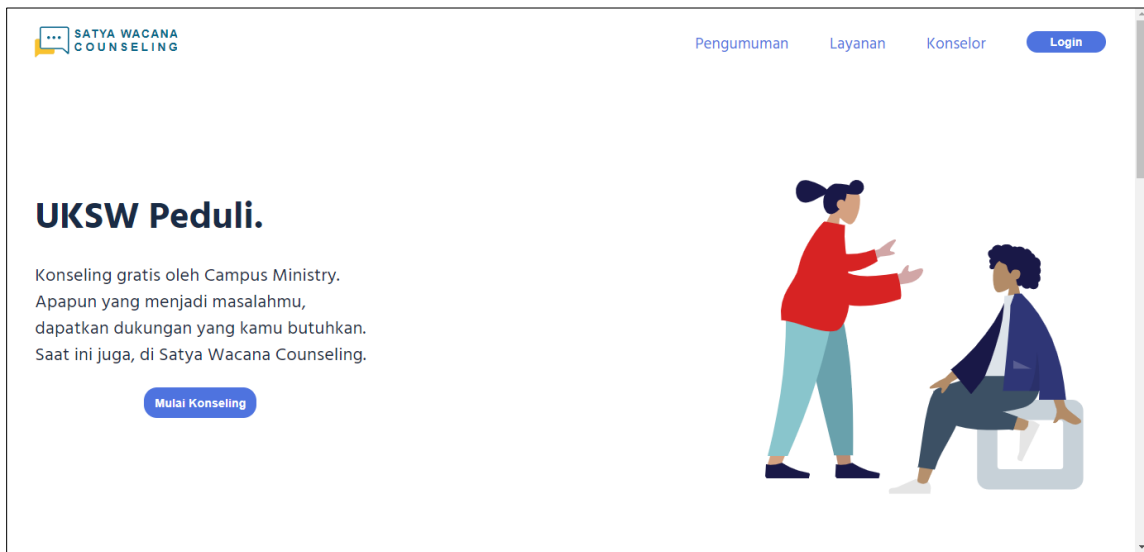 SATYA WACANA
COUNSELING
Pengumuman
Layanan
Konselor
Login
UKSW Peduli.
Konseling gratis oleh Campus Ministry.
Apapun yang menjadi masalahmu,
dapatkan dukungan yang kamu butuhkan.
Saat ini juga, di Satya Wacana Counseling.
Mulai Konseling